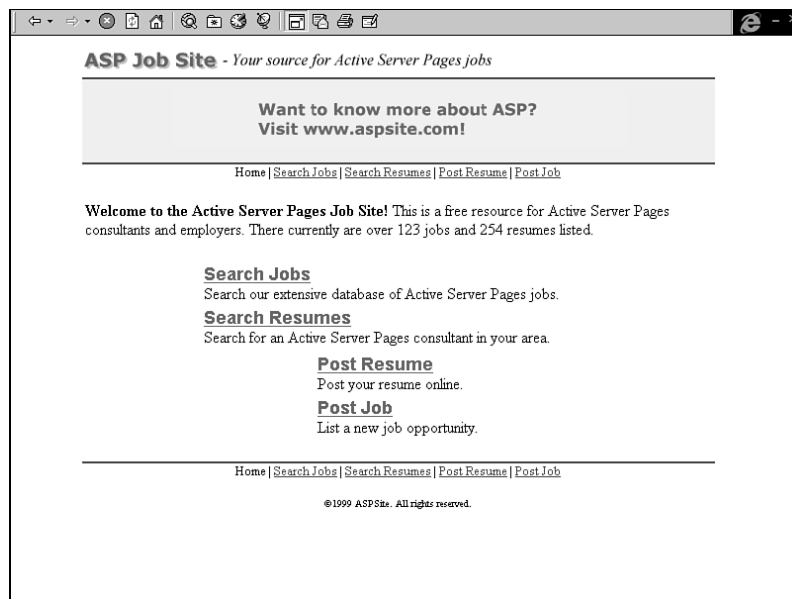 ASP Job Site - Your source for Active Server Pages jobs
Want to know more about ASP?
Visit www.aspsite.com!
Home | Search Jobs | Search Resumes | Post Resume | Post Job
Welcome to the Active Server Pages Job Site! This is a free resource for Active Server Pages
consultants and employers. There currently are over 123 jobs and 254 resumes listed.
Search Jobs
Search our extensive database of Active Server Pages jobs.
Search Resumes
Search for an Active Server Pages consultant in your area.
Post Resume
Post your resume online.
Post Job
List a new job opportunity.
Home | Search Jobs | Search Resumes | Post Resume | Post Job
©1999 ASPSite. All rights reserved.